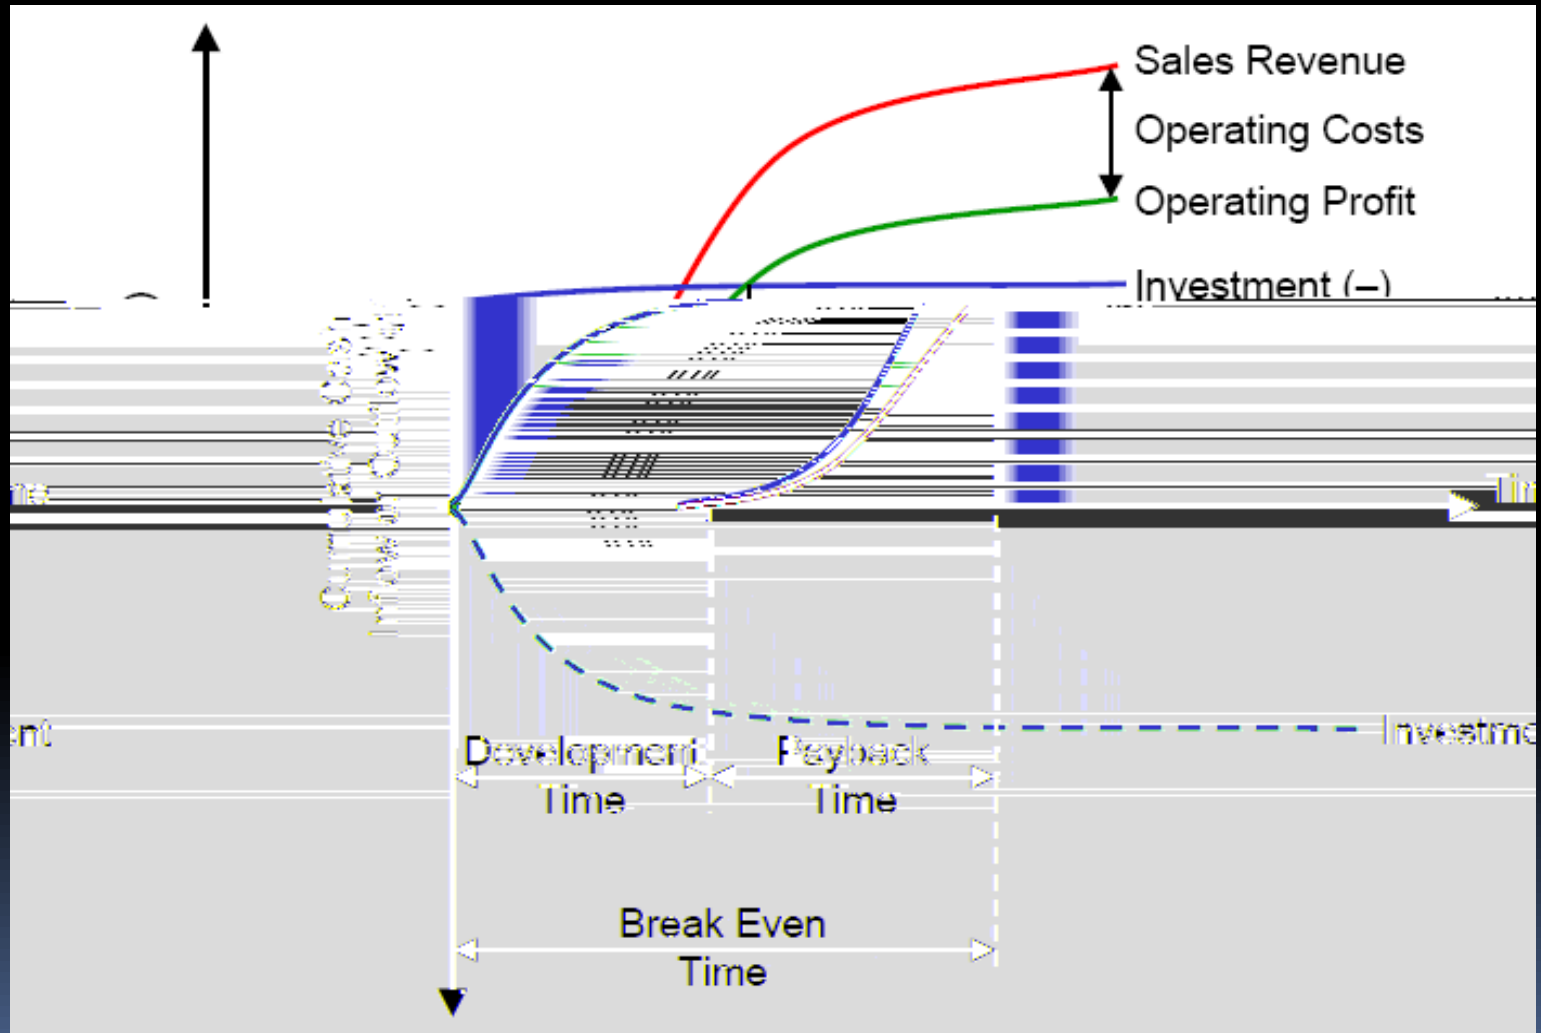 Sales Revenue
Operating Costs
Operating Profit
Investment (–)
Development
Time
Payback
Time
Break Even
Time